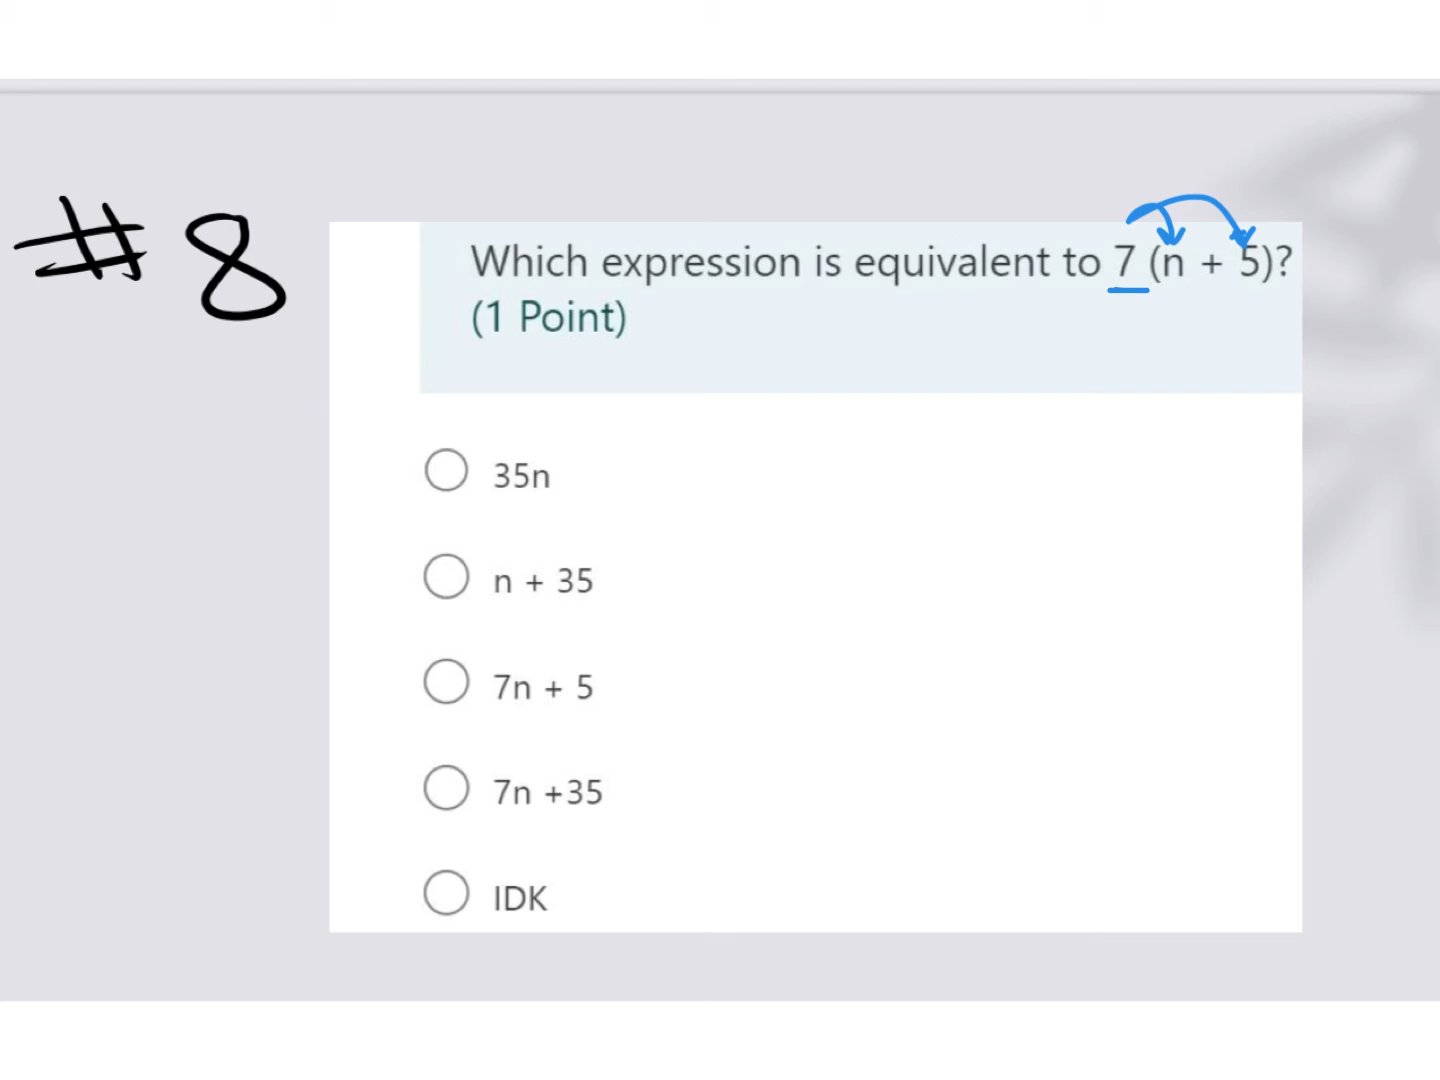 #8
Which expression is equivalent to 7 (n + 5)?
(1 Point)
35n
n + 35
7n + 5
7n +35
IDK